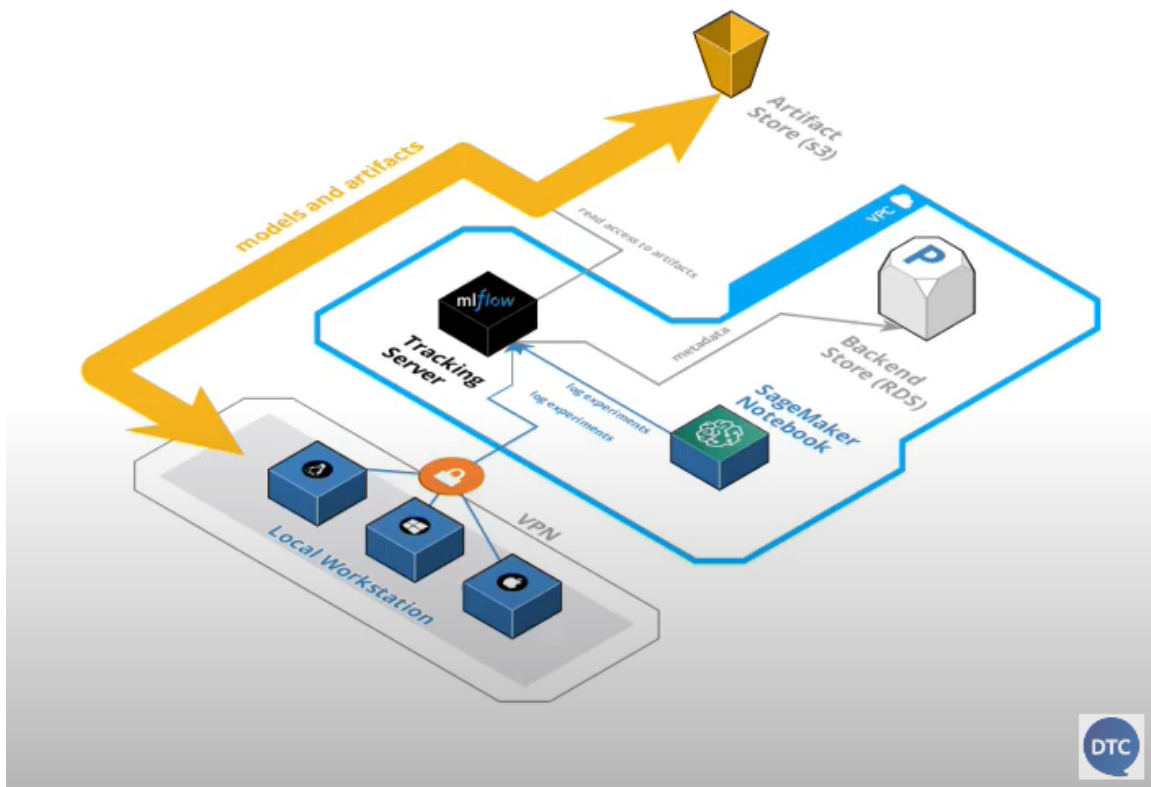 Artifact
Store (s3)
models and artifacts
read access to artifacts
VPC
P
mlflow
Tracking
Server
metadata
Backend
Store (RDS)
log experiments
log experiments
SageMaker
Notebook
VPN
Local Workstation
DTC